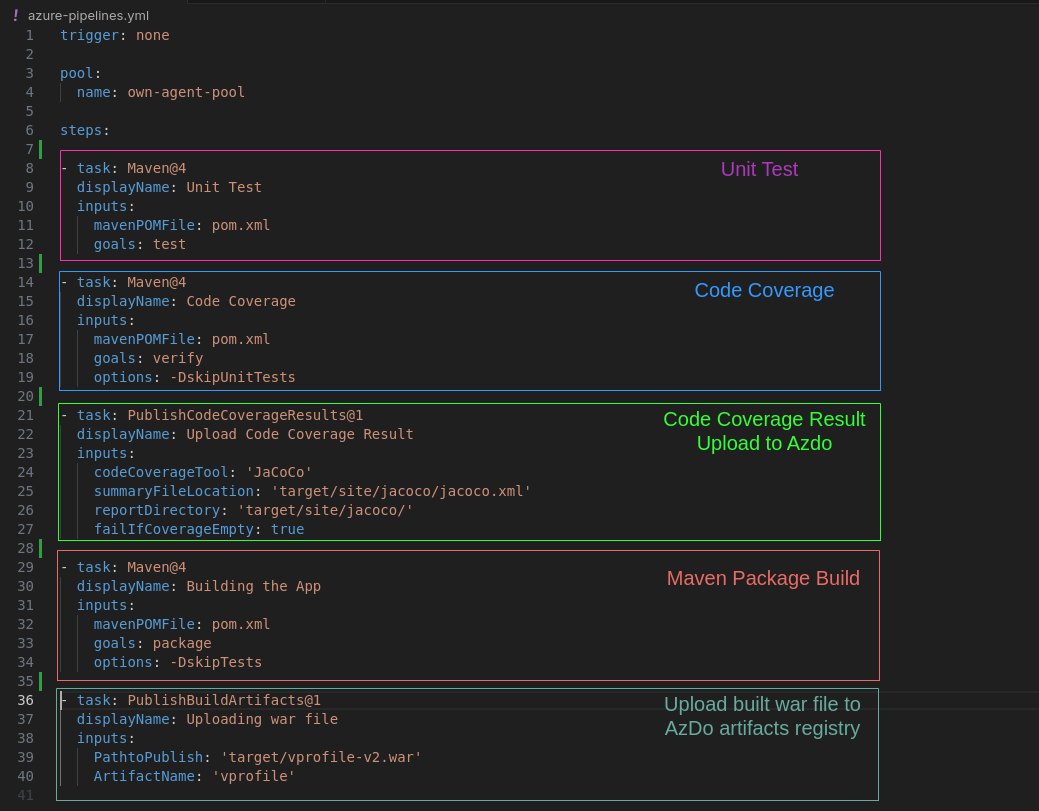 ! azure-pipelines.yml
1 trigger: none
2
3 pool:
4 name: own-agent-pool
5
6 steps:
7
8 - task: Maven@4 Unit Test
9 displayName: Unit Test
10 inputs:
11 mavenPOMFile: pom.xml
12 goals: test
13
14 - task: Maven@4 Code Coverage
15 displayName: Code Coverage
16 inputs:
17 mavenPOMFile: pom.xml
18 goals: verify
19 options: -DskipUnitTests
20
21 - task: PublishCodeCoverageResults@1 Code Coverage Result
22 displayName: Upload Code Coverage Result Upload to Azdo
23 inputs:
24 codeCoverageTool: 'JaCoCo'
25 summaryFileLocation: 'target/site/jacoco/jacoco.xml'
26 reportDirectory: 'target/site/jacoco/'
27 failIfCoverageEmpty: true
28
29 - task: Maven@4 Maven Package Build
30 displayName: Building the App
31 inputs:
32 mavenPOMFile: pom.xml
33 goals: package
34 options: -DskipTests
35
36 - task: PublishBuildArtifacts@1 Upload built war file to
37 displayName: Uploading war file AzDo artifacts registry
38 inputs:
39 PathtoPublish: 'target/vprofile-v2.war'
40 ArtifactName: 'vprofile'
41